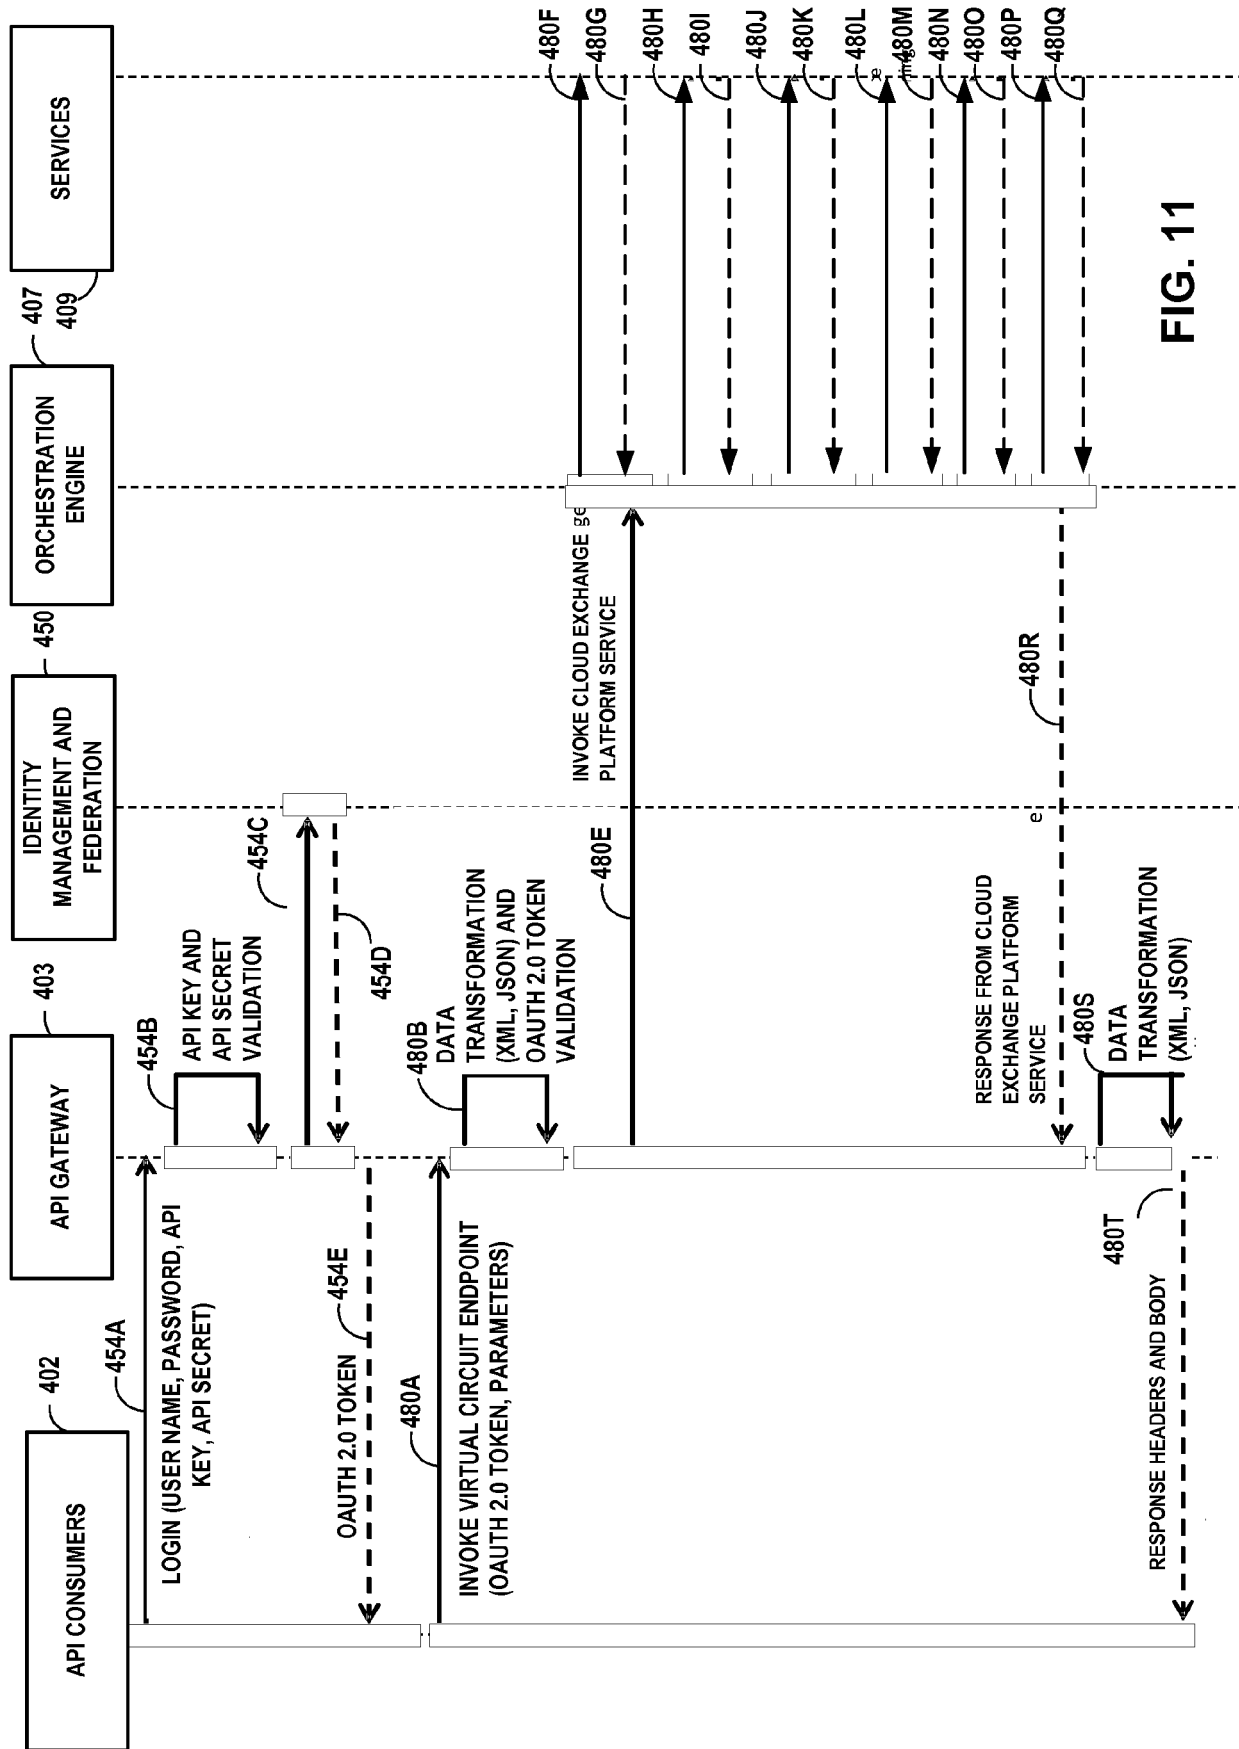 API CONSUMERS
402
API GATEWAY
403
IDENTITY
MANAGEMENT AND
FEDERATION
450
ORCHESTRATION
ENGINE
407
SERVICES
409
454A
LOGIN (USER NAME, PASSWORD, API
KEY, API SECRET)
454B
API KEY AND
API SECRET
VALIDATION
454C
454D
OAUTH 2.0 TOKEN
454E
480A
INVOKE VIRTUAL CIRCUIT ENDPOINT
(OAUTH 2.0 TOKEN, PARAMETERS)
480B
DATA
TRANSFORMATION
(XML, JSON) AND
OAUTH 2.0 TOKEN
VALIDATION
480E
INVOKE CLOUD EXCHANGE ge
PLATFORM SERVICE
480F
480G
480H
480I
480J
480K
480L
e
480M
480N
480O
480P
480Q
480R
e
RESPONSE FROM CLOUD
EXCHANGE PLATFORM
SERVICE
480S
DATA
TRANSFORMATION
(XML, JSON)
480T
RESPONSE HEADERS AND BODY
FIG. 11